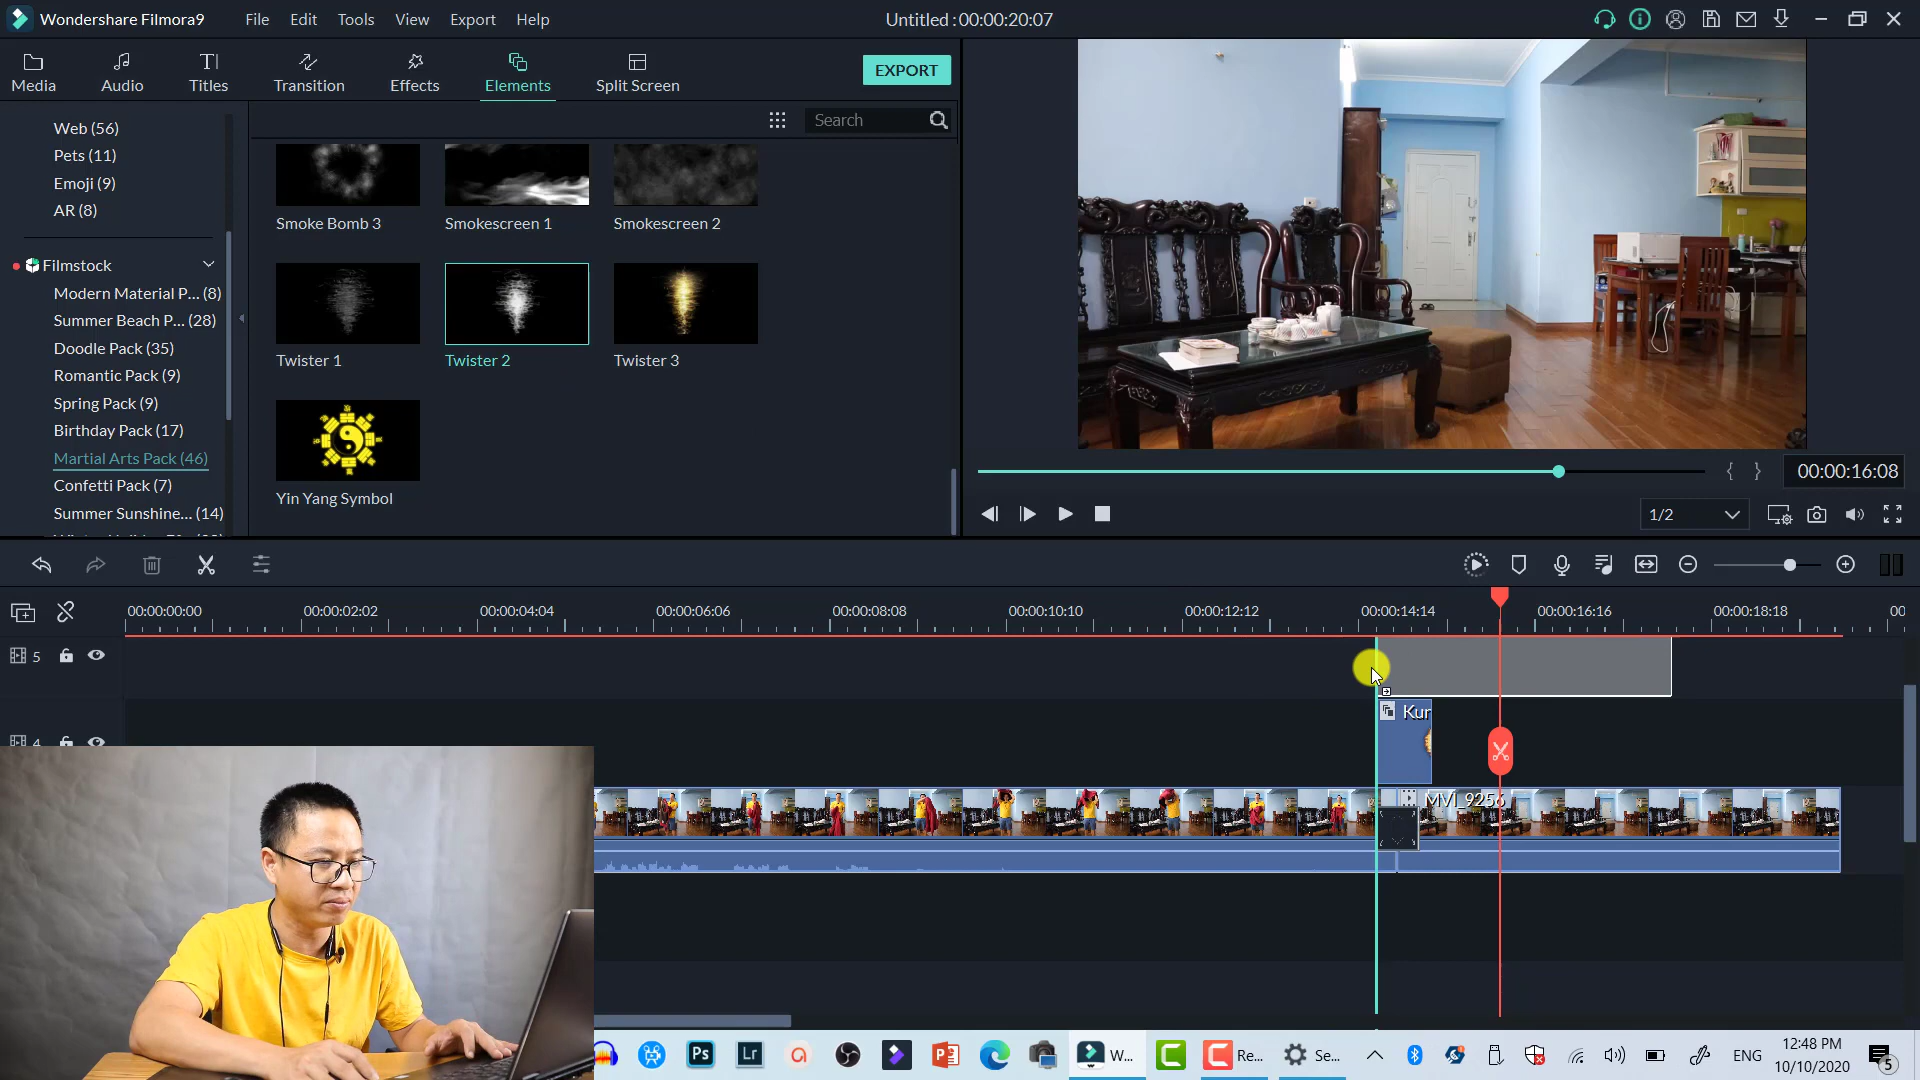 Wondershare Filmora9
File Edit Tools View Export Help
Untitled : 00:00:20:07
Media Audio Titles Transition Effects Elements Split Screen
EXPORT
Web (56)
Pets (11)
Emoji (9)
AR (8)
Filmstock
Modern Material P... (8)
Summer Beach P... (28)
Doodle Pack (35)
Romantic Pack (9)
Spring Pack (9)
Birthday Pack (17)
Martial Arts Pack (46)
Confetti Pack (7)
Summer Sunshine... (14)
Search
Smoke Bomb 3
Smokescreen 1
Smokescreen 2
Twister 1
Twister 2
Twister 3
Yin Yang Symbol
{ } 00:00:16:08
1/2
00:00:00:00 00:00:02:02 00:00:04:04 00:00:06:06 00:00:08:08 00:00:10:10 00:00:12:12 00:00:14:14 00:00:16:16 00:00:18:18 00
5
Kur
4
MVI_9256
Ps
Lr
W...
Re...
Se...
ENG
12:48 PM
10/10/2020
5